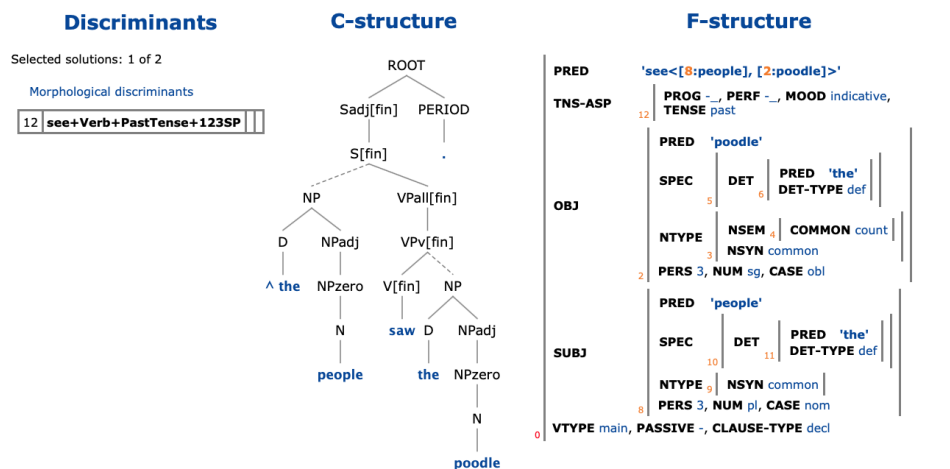 Discriminants
Selected solutions: 1 of 2
Morphological discriminants
12 see+Verb+PastTense+123SP
C-structure
ROOT
Sadj[fin] PERIOD
S[fin] .
NP VPall[fin]
D NPadj VPv[fin]
^ the NPzero V[fin] NP
N saw D NPadj
people the NPzero
N
poodle
F-structure
PRED 'see<[8:people], [2:poodle]>'
TNS-ASP 12 PROG -_, PERF -_, MOOD indicative,
TENSE past
OBJ 2
PRED 'poodle'
SPEC 5 DET 6 PRED 'the'
DET-TYPE def
NTYPE 3 NSEM 4 COMMON count
NSYN common
PERS 3, NUM sg, CASE obl
SUBJ 8
PRED 'people'
SPEC 10 DET 11 PRED 'the'
DET-TYPE def
NTYPE 9 NSYN common
PERS 3, NUM pl, CASE nom
0 VTYPE main, PASSIVE -, CLAUSE-TYPE decl